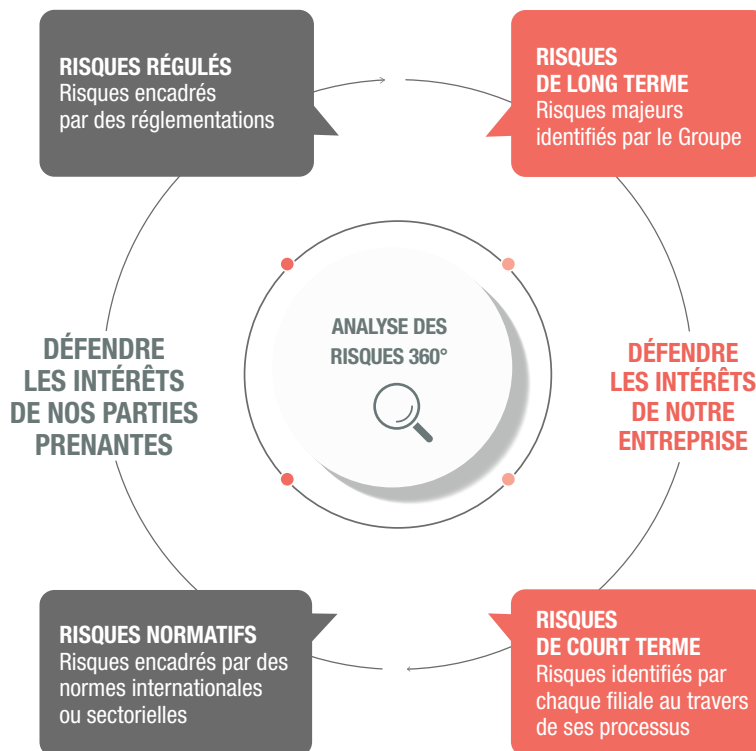 RISQUES RÉGULÉS
Risques encadrés
par des réglementations
RISQUES
DE LONG TERME
Risques majeurs
identifiés par le Groupe
DÉFENDRE
LES INTÉRÊTS
DE NOS PARTIES
PRENANTES
ANALYSE DES
RISQUES 360°
DÉFENDRE
LES INTÉRÊTS
DE NOTRE
ENTREPRISE
RISQUES NORMATIFS
Risques encadrés par des
normes internationales
ou sectorielles
RISQUES
DE COURT TERME
Risques identifiés par
chaque filiale au travers
de ses processus